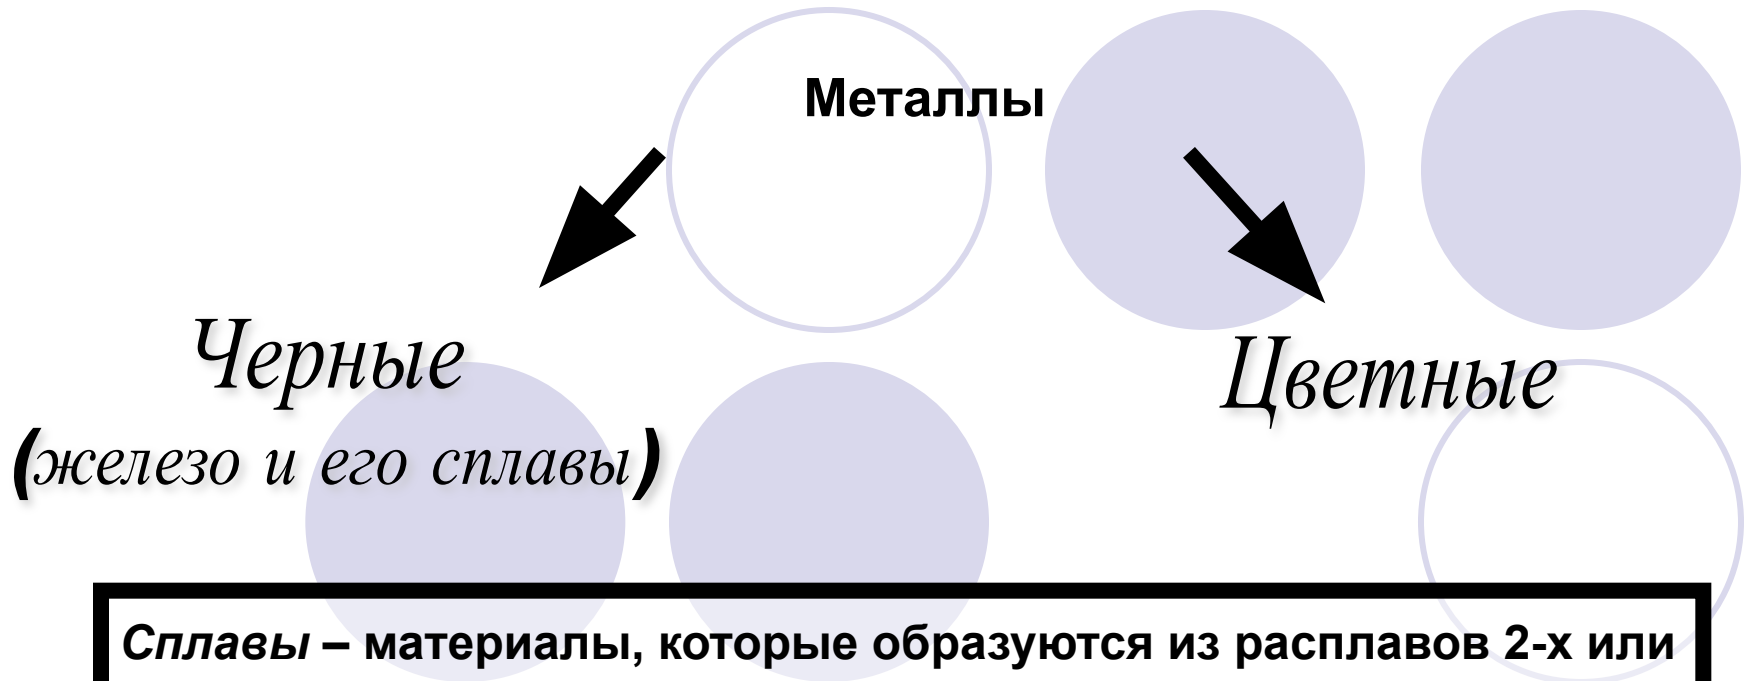 Металлы
Черные
(железо и его сплавы)
Цветные
Сплавы – материалы, которые образуются из расплавов 2-х или